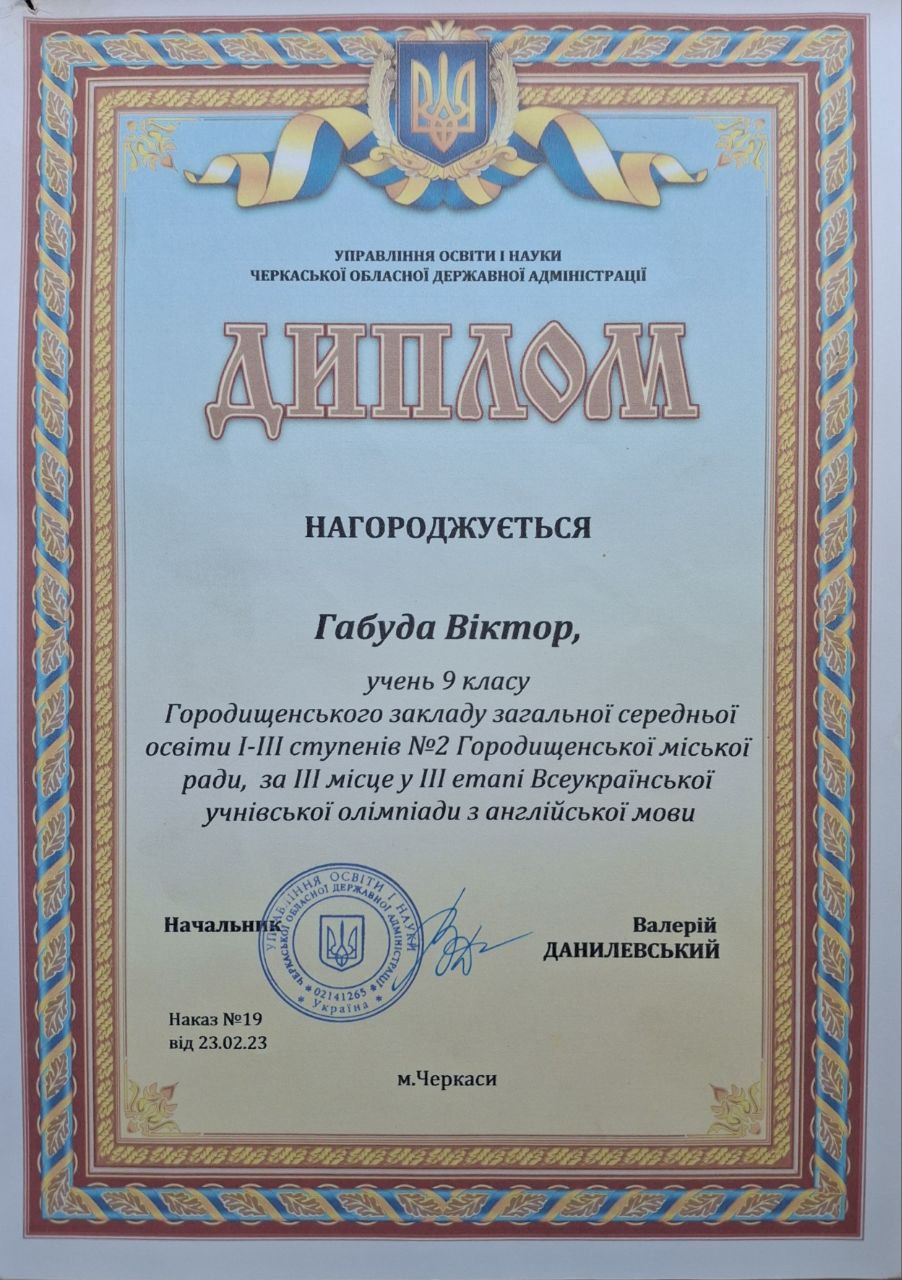 УПРАВЛІННЯ ОСВІТИ І НАУКИ
ЧЕРКАСЬКОЇ ОБЛАСНОЇ ДЕРЖАВНОЇ АДМІНІСТРАЦІЇ
ДИПЛОМ
НАГОРОДЖУЄТЬСЯ
Габуда Віктор,
учень 9 класу
Городищенського закладу загальної середньої
освіти І-ІІІ ступенів №2 Городищенської міської
ради, за ІІІ місце у ІІІ етапі Всеукраїнської
учнівської олімпіади з англійської мови
Начальник
Валерій
ДАНИЛЕВСЬКИЙ
УПРАВЛІННЯ ОСВІТИ І НАУКИ
ЧЕРКАСЬКОЇ ОБЛАСНОЇ ДЕРЖАВНОЇ АДМІНІСТРАЦІЇ
* 02141265 *
* Україна *
Наказ №19
від 23.02.23
м.Черкаси